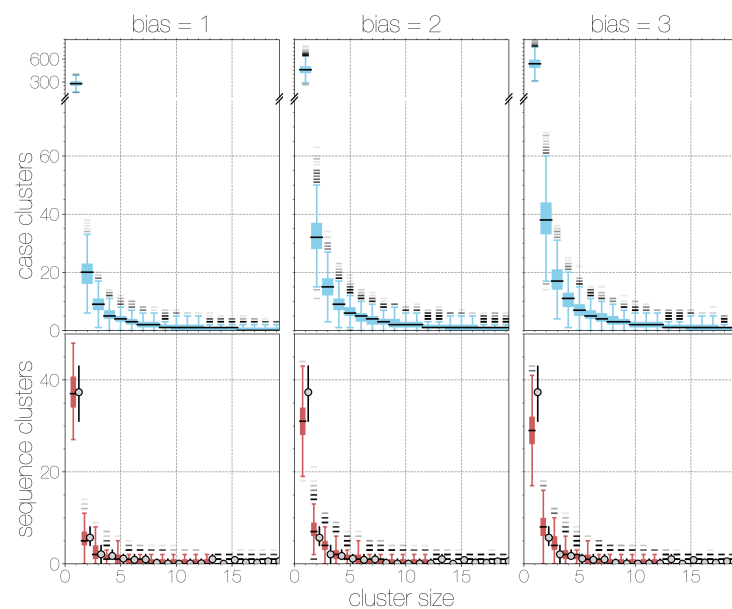 bias = 1 bias = 2 bias = 3
600
300
case clusters
60
40
20
0
sequence clusters
40
20
0
0 5 10 15 0 5 10 15 0 5 10 15
cluster size